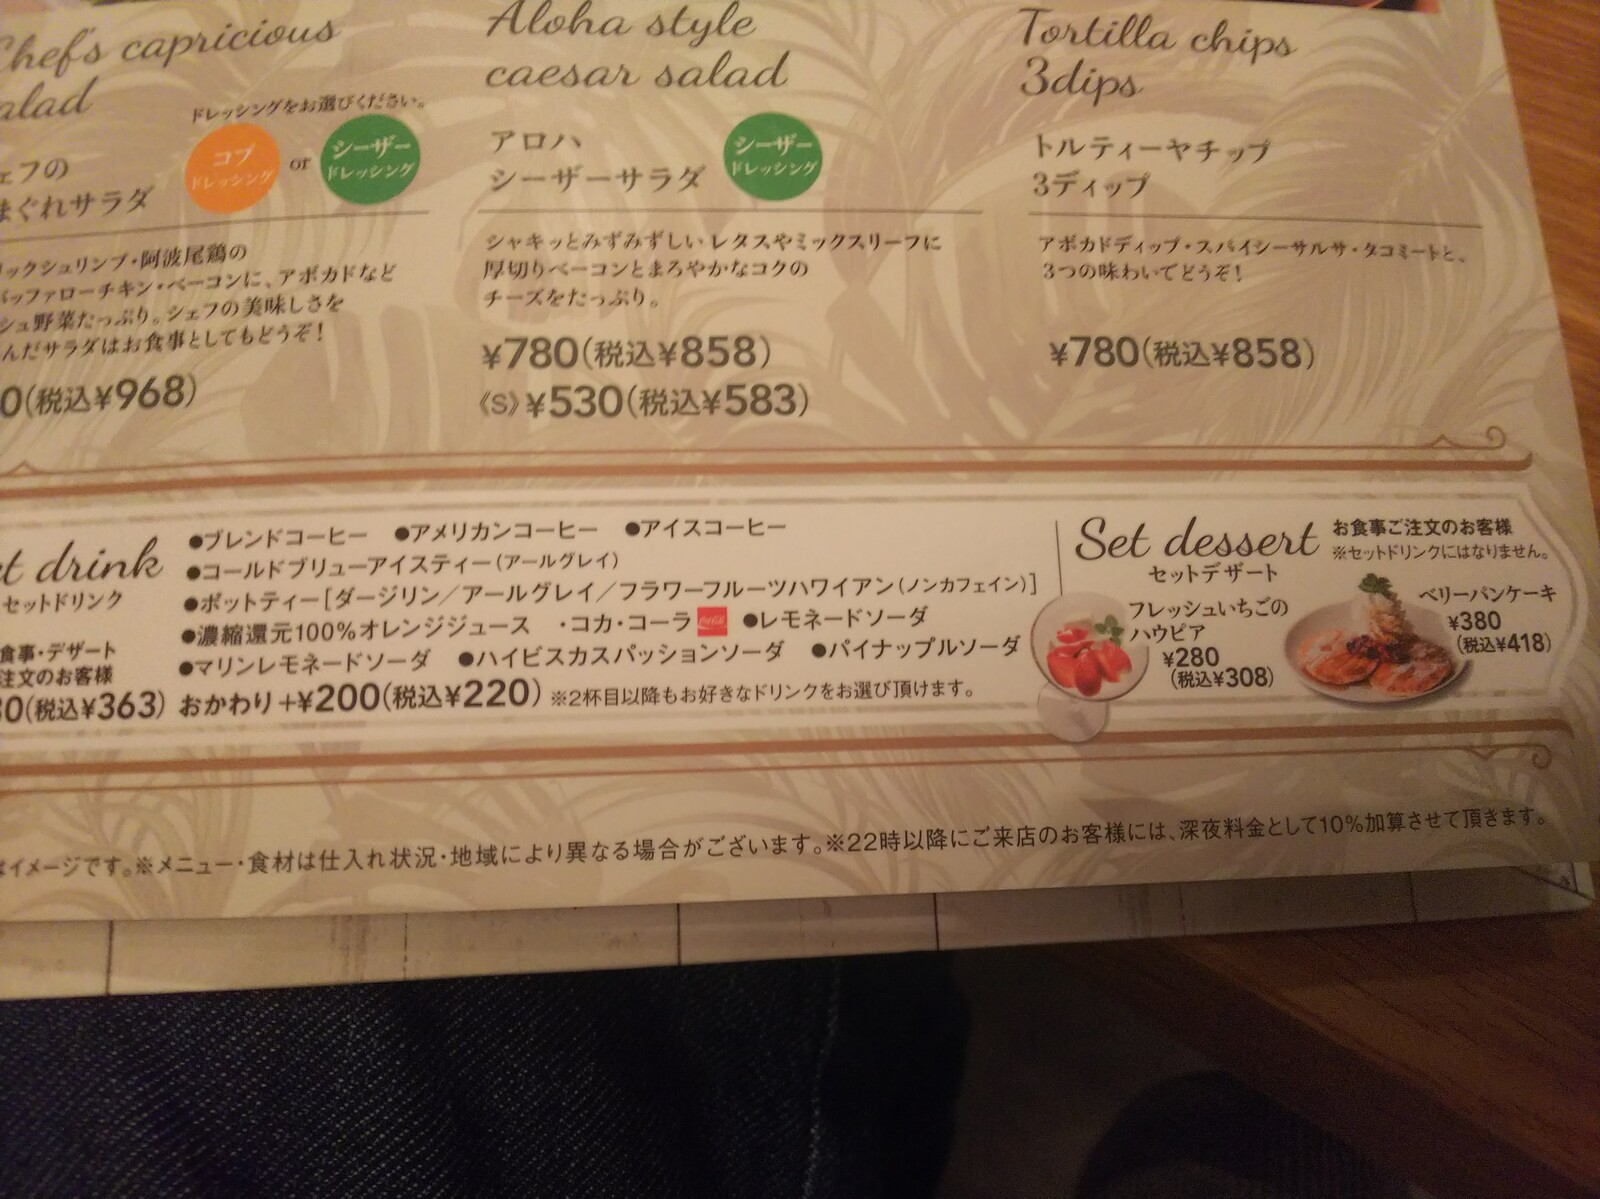 Chef's capricious
alad
ドレッシングをお選びください。
コブ
ドレッシング
or
シーザー
ドレッシング
ェフの
まぐれサラダ
リックシュリンプ・阿波尾鶏の
バッファローチキン・ベーコンに、アボカドなど
シュ野菜たっぷり。シェフの美味しさを
んだサラダはお食事としてもどうぞ！
0(税込¥968)
Aloha style
caesar salad
アロハ
シーザーサラダ
シーザー
ドレッシング
シャキッとみずみずしいレタスやミックスリーフに
厚切りベーコンとまろやかなコクの
チーズをたっぷり。
¥780(税込¥858)
《S》¥530(税込¥583)
Tortilla chips
3dips
トルティーヤチップ
3ディップ
アボカドディップ・スパイシーサルサ・タコミートと、
3つの味わいでどうぞ！
¥780(税込¥858)
et drink
セットドリンク
食事・デザート
注文のお客様
30(税込¥363)
●ブレンドコーヒー ●アメリカンコーヒー ●アイスコーヒー
●コールドブリューアイスティー(アールグレイ)
●ポットティー[ダージリン／アールグレイ／フラワーフルーツハワイアン(ノンカフェイン)]
●濃縮還元100%オレンジジュース ・コカ・コーラ Coca-Cola ●レモネードソーダ
●マリンレモネードソーダ ●ハイビスカスパッションソーダ ●パイナップルソーダ
おかわり+¥200(税込¥220) ※2杯目以降もお好きなドリンクをお選び頂けます。
Set dessert
セットデザート
お食事ご注文のお客様
※セットドリンクにはなりません。
フレッシュいちごの
ハウピア
¥280
(税込¥308)
ベリーパンケーキ
¥380
(税込¥418)
はイメージです。※メニュー・食材は仕入れ状況・地域により異なる場合がございます。※22時以降にご来店のお客様には、深夜料金として10%加算させて頂きます。